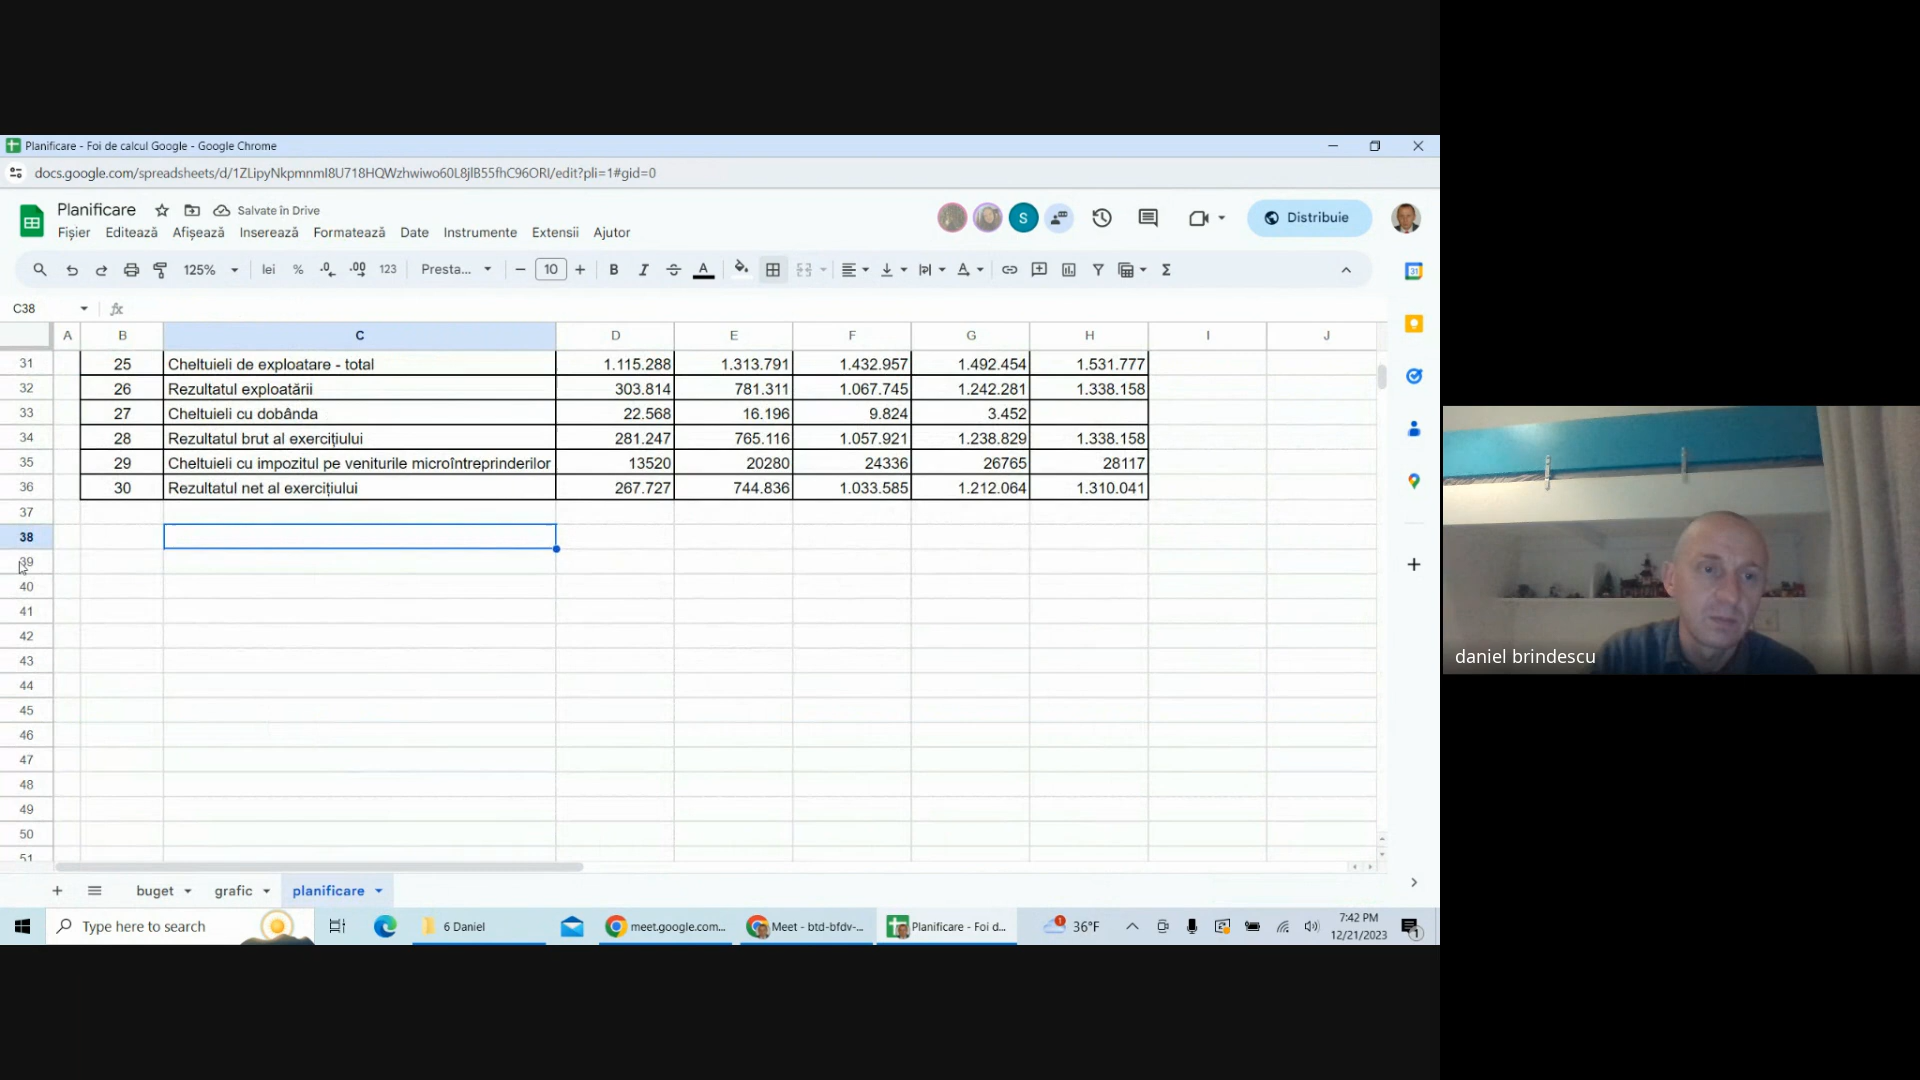 Planificare - Foi de calcul Google - Google Chrome
docs.google.com/spreadsheets/d/1ZLipyNkpmnmI8U718HQWzhwiwo60L8jlB55fhC96ORI/edit?pli=1#gid=0
Planificare Salvate în Drive S Distribuie
Fișier Editează Afișează Inserează Formatează Date Instrumente Extensii Ajutor
125% lei % .0 .00 123 Presta... 10 B I A Σ 31
C38 fx
A B C D E F G H I J
31 25 Cheltuieli de exploatare - total 1.115.288 1.313.791 1.432.957 1.492.454 1.531.777
32 26 Rezultatul exploatării 303.814 781.311 1.067.745 1.242.281 1.338.158
33 27 Cheltuieli cu dobânda 22.568 16.196 9.824 3.452
34 28 Rezultatul brut al exercițiului 281.247 765.116 1.057.921 1.238.829 1.338.158
35 29 Cheltuieli cu impozitul pe veniturile microîntreprinderilor 13520 20280 24336 26765 28117
36 30 Rezultatul net al exercițiului 267.727 744.836 1.033.585 1.212.064 1.310.041
37
38
39
40
41
42
43
44
45
46
47
48
49
50
51
buget grafic planificare
Type here to search 6 Daniel meet.google.com... Meet - btd-bfdv-... Planificare - Foi d... 1 36°F 7:42 PM
12/21/2023 1
daniel brindescu